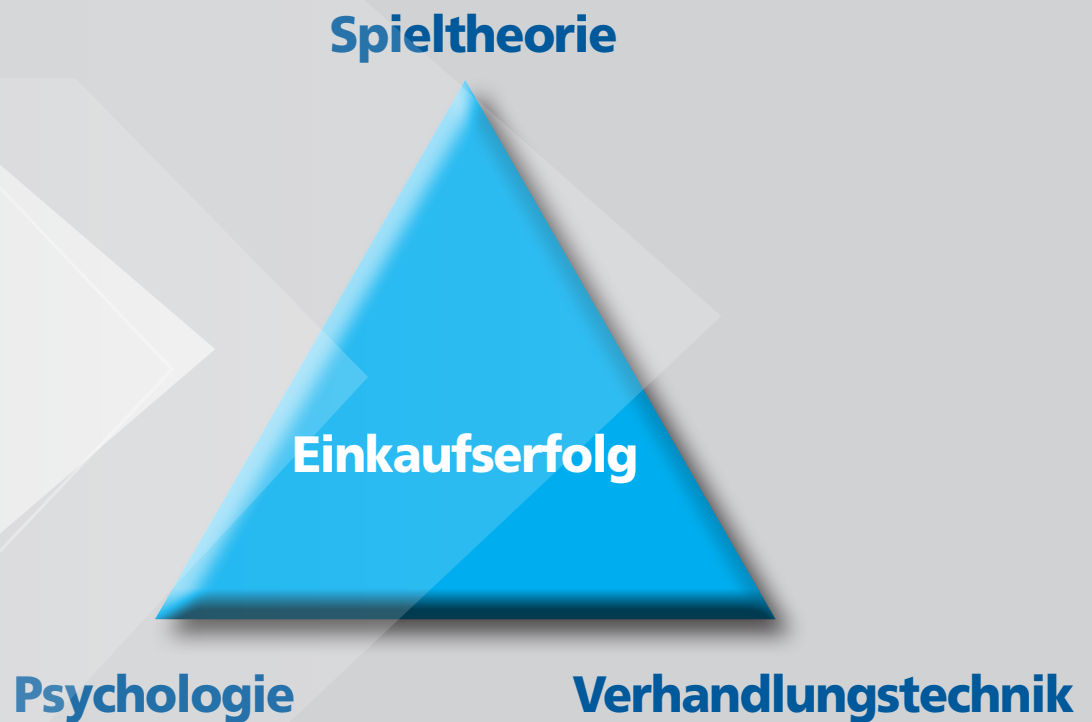 Spieltheorie
Einkaufserfolg
Psychologie
Verhandlungstechnik